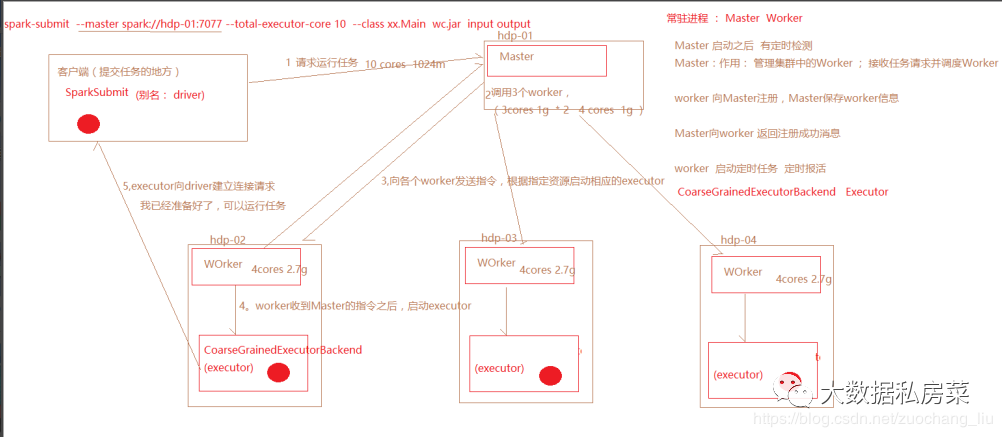 spark-submit --master spark://hdp-01:7077 --total-executor-core 10 --class xx.Main wc.jar input output
常驻进程：Master Worker
hdp-01
Master
Master 启动之后 有定时检测
Master：作用： 管理集群中的Worker ； 接收任务请求并调度Worker
worker 向Master注册，Master保存worker信息
Master向worker 返回注册成功消息
worker 启动定时任务 定时报活
CoarseGrainedExecutorBackend Executor
客户端（提交任务的地方）
SparkSubmit (别名： driver)
1 请求运行任务 10 cores 1024m
2调用3个worker，
（ 3cores 1g * 2 4 cores 1g ）
3,向各个worker发送指令，根据指定资源启动相应的executor
5,executor向driver建立连接请求
我已经准备好了，可以运行任务
hdp-02
WOrker
4cores 2.7g
hdp-03
WOrker
4cores 2.7g
hdp-04
WOrker
4cores 2.7g
4。worker收到Master的指令之后，启动executor
CoarseGrainedExecutorBackend
(executor)
(executor)
(executor)
大数据私房菜
https://blog.csdn.net/zuochang_liu